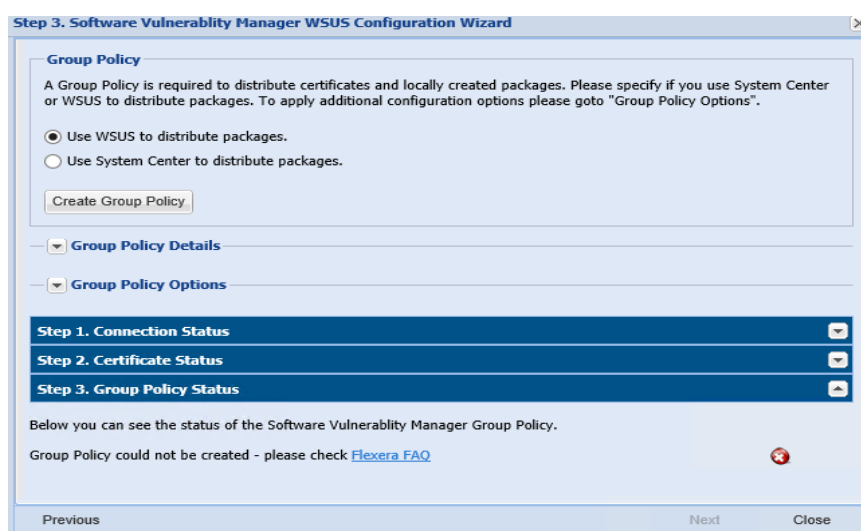 Step 3. Software Vulnerablity Manager WSUS Configuration Wizard
Group Policy
A Group Policy is required to distribute certificates and locally created packages. Please specify if you use System Center
or WSUS to distribute packages. To apply additional configuration options please goto "Group Policy Options".
Use WSUS to distribute packages.
Use System Center to distribute packages.
Create Group Policy
Group Policy Details
Group Policy Options
Step 1. Connection Status
Step 2. Certificate Status
Step 3. Group Policy Status
Below you can see the status of the Software Vulnerablity Manager Group Policy.
Group Policy could not be created - please check Flexera FAQ
Previous Next Close